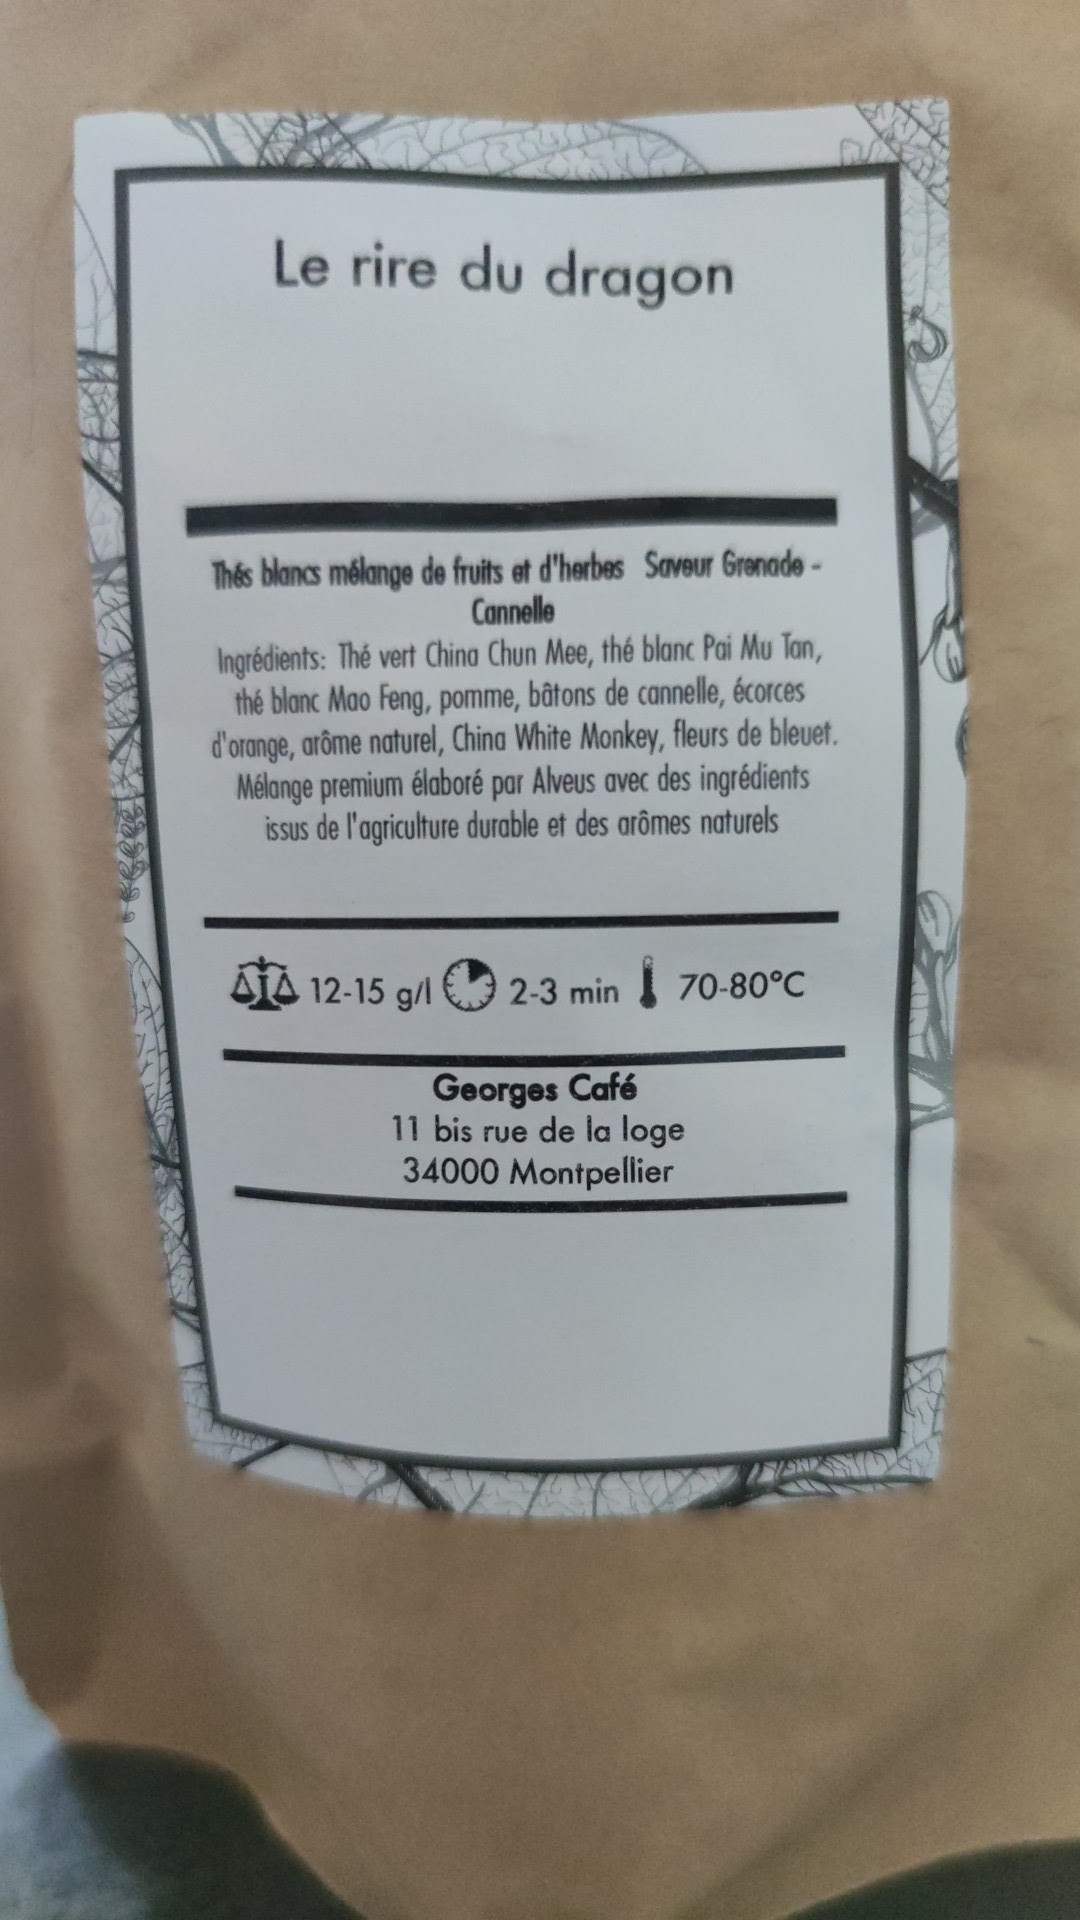 Le rire du dragon
Thés blancs mélange de fruits et d'herbes Saveur Grenade -
Cannelle
Ingrédients: Thé vert China Chun Mee, thé blanc Pai Mu Tan,
thé blanc Mao Feng, pomme, bâtons de cannelle, écorces
d'orange, arôme naturel, China White Monkey, fleurs de bleuet.
Mélange premium élaboré par Alveus avec des ingrédients
issus de l'agriculture durable et des arômes naturels
12-15 g/l 2-3 min 70-80°C
Georges Café
11 bis rue de la loge
34000 Montpellier